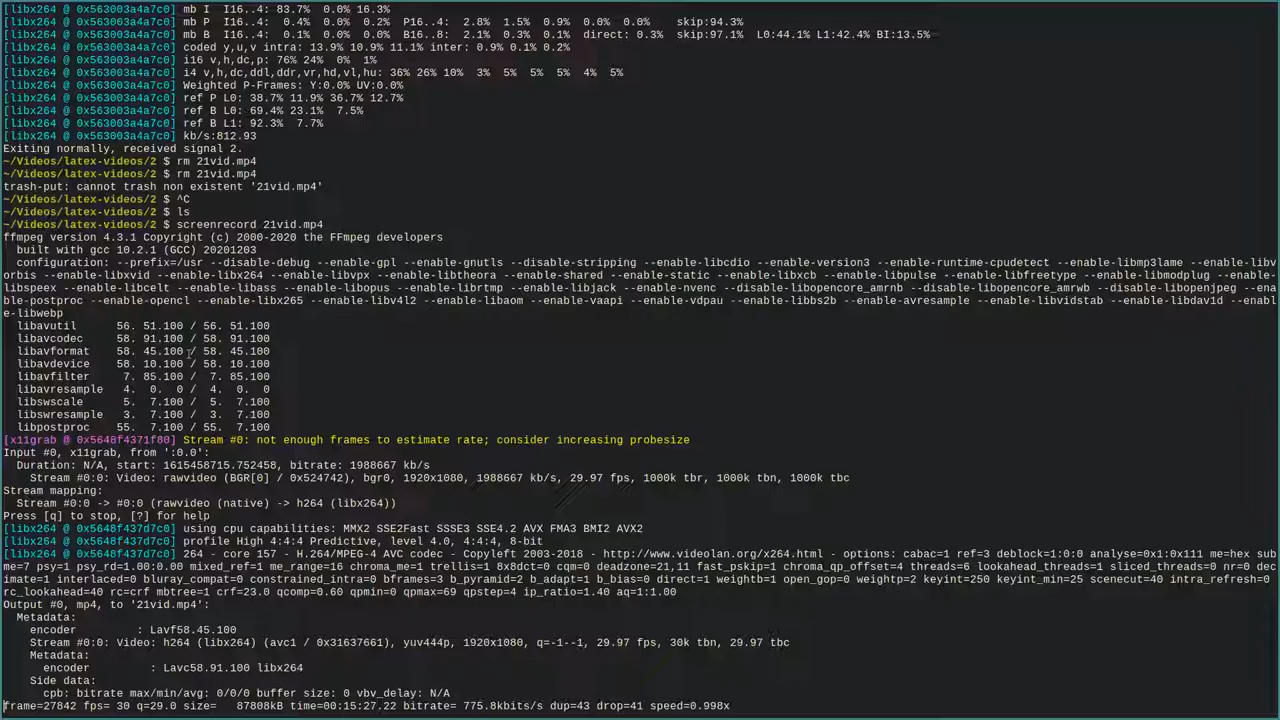 [libx264 @ 0x563003a4a7c0] mb I  I16..4: 83.7%  0.0% 16.3%
[libx264 @ 0x563003a4a7c0] mb P  I16..4:  0.4%  0.0%  0.2%  P16..4:  2.8%  1.5%  0.9%  0.0%  0.0%    skip:94.3%
[libx264 @ 0x563003a4a7c0] mb B  I16..4:  0.1%  0.0%  0.0%  B16..8:  2.1%  0.3%  0.1%  direct: 0.3%  skip:97.1%  L0:44.1% L1:42.4% BI:13.5%
[libx264 @ 0x563003a4a7c0] coded y,u,v intra: 13.9% 10.9% 11.1% inter: 0.9% 0.1% 0.2%
[libx264 @ 0x563003a4a7c0] i16 v,h,dc,p: 76% 24%  0%  1%
[libx264 @ 0x563003a4a7c0] i4 v,h,dc,ddl,ddr,vr,hd,vl,hu: 36% 26% 10%  3%  5%  5%  5%  4%  5%
[libx264 @ 0x563003a4a7c0] Weighted P-Frames: Y:0.0% UV:0.0%
[libx264 @ 0x563003a4a7c0] ref P L0: 38.7% 11.9% 36.7% 12.7%
[libx264 @ 0x563003a4a7c0] ref B L0: 69.4% 23.1%  7.5%
[libx264 @ 0x563003a4a7c0] ref B L1: 92.3%  7.7%
[libx264 @ 0x563003a4a7c0] kb/s:812.93
Exiting normally, received signal 2.
~/Videos/latex-videos/2 $ rm 21vid.mp4
~/Videos/latex-videos/2 $ rm 21vid.mp4
trash-put: cannot trash non existent '21vid.mp4'
~/Videos/latex-videos/2 $ ^C
~/Videos/latex-videos/2 $ ls
~/Videos/latex-videos/2 $ screenrecord 21vid.mp4
ffmpeg version 4.3.1 Copyright (c) 2000-2020 the FFmpeg developers
  built with gcc 10.2.1 (GCC) 20201203
  configuration: --prefix=/usr --disable-debug --enable-gpl --enable-gnutls --disable-stripping --enable-libcdio --enable-version3 --enable-runtime-cpudetect --enable-libmp3lame --enable-libv
orbis --enable-libxvid --enable-libx264 --enable-libvpx --enable-libtheora --enable-shared --enable-static --enable-libxcb --enable-libpulse --enable-libfreetype --enable-libmodplug --enable-
libspeex --enable-libcelt --enable-libass --enable-libopus --enable-librtmp --enable-libjack --enable-nvenc --disable-libopencore_amrnb --disable-libopencore_amrwb --disable-libopenjpeg --ena
ble-postproc --enable-opencl --enable-libx265 --enable-libv4l2 --enable-libaom --enable-vaapi --enable-vdpau --enable-libbs2b --enable-avresample --enable-libvidstab --enable-libdav1d --enabl
e-libwebp
  libavutil      56. 51.100 / 56. 51.100
  libavcodec     58. 91.100 / 58. 91.100
  libavformat    58. 45.100 / 58. 45.100
  libavdevice    58. 10.100 / 58. 10.100
  libavfilter     7. 85.100 /  7. 85.100
  libavresample   4.  0.  0 /  4.  0.  0
  libswscale      5.  7.100 /  5.  7.100
  libswresample   3.  7.100 /  3.  7.100
  libpostproc    55.  7.100 / 55.  7.100
[x11grab @ 0x5648f4371f80] Stream #0: not enough frames to estimate rate; consider increasing probesize
Input #0, x11grab, from ':0.0':
  Duration: N/A, start: 1615458715.752458, bitrate: 1988667 kb/s
    Stream #0:0: Video: rawvideo (BGR[0] / 0x524742), bgr0, 1920x1080, 1988667 kb/s, 29.97 fps, 1000k tbr, 1000k tbn, 1000k tbc
Stream mapping:
  Stream #0:0 -> #0:0 (rawvideo (native) -> h264 (libx264))
Press [q] to stop, [?] for help
[libx264 @ 0x5648f437d7c0] using cpu capabilities: MMX2 SSE2Fast SSSE3 SSE4.2 AVX FMA3 BMI2 AVX2
[libx264 @ 0x5648f437d7c0] profile High 4:4:4 Predictive, level 4.0, 4:4:4, 8-bit
[libx264 @ 0x5648f437d7c0] 264 - core 157 - H.264/MPEG-4 AVC codec - Copyleft 2003-2018 - http://www.videolan.org/x264.html - options: cabac=1 ref=3 deblock=1:0:0 analyse=0x1:0x111 me=hex sub
me=7 psy=1 psy_rd=1.00:0.00 mixed_ref=1 me_range=16 chroma_me=1 trellis=1 8x8dct=0 cqm=0 deadzone=21,11 fast_pskip=1 chroma_qp_offset=4 threads=6 lookahead_threads=1 sliced_threads=0 nr=0 dec
imate=1 interlaced=0 bluray_compat=0 constrained_intra=0 bframes=3 b_pyramid=2 b_adapt=1 b_bias=0 direct=1 weightb=1 open_gop=0 weightp=2 keyint=250 keyint_min=25 scenecut=40 intra_refresh=0
rc_lookahead=40 rc=crf mbtree=1 crf=23.0 qcomp=0.60 qpmin=0 qpmax=69 qpstep=4 ip_ratio=1.40 aq=1:1.00
Output #0, mp4, to '21vid.mp4':
  Metadata:
    encoder         : Lavf58.45.100
    Stream #0:0: Video: h264 (libx264) (avc1 / 0x31637661), yuv444p, 1920x1080, q=-1--1, 29.97 fps, 30k tbn, 29.97 tbc
    Metadata:
      encoder         : Lavc58.91.100 libx264
    Side data:
      cpb: bitrate max/min/avg: 0/0/0 buffer size: 0 vbv_delay: N/A
frame=27842 fps= 30 q=29.0 size=   87808kB time=00:15:27.22 bitrate= 775.8kbits/s dup=43 drop=41 speed=0.998x